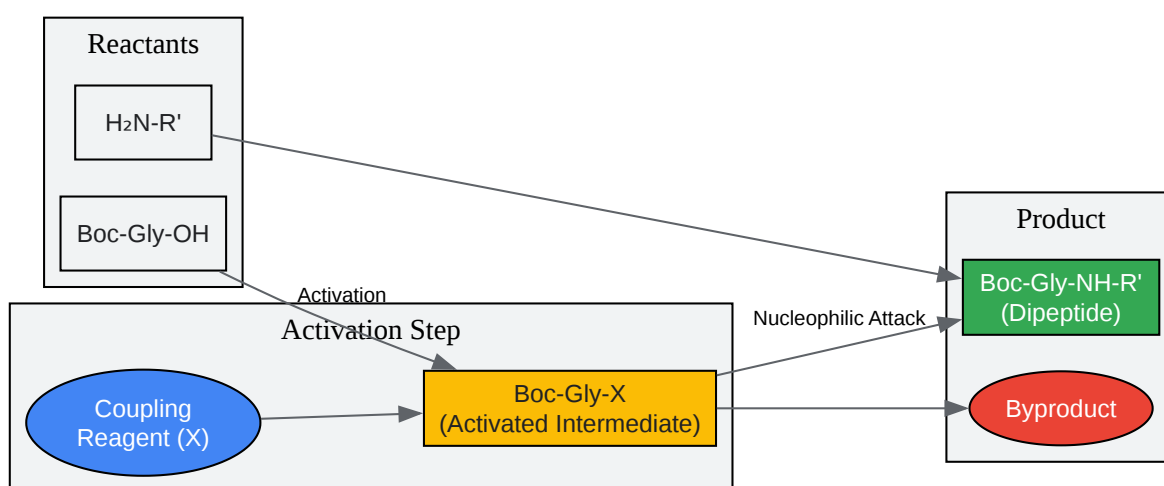 Reactants
H₂N-R'
Boc-Gly-OH
Activation
Activation Step
Coupling
Reagent (X)
Boc-Gly-X
(Activated Intermediate)
Nucleophilic Attack
Product
Boc-Gly-NH-R'
(Dipeptide)
Byproduct